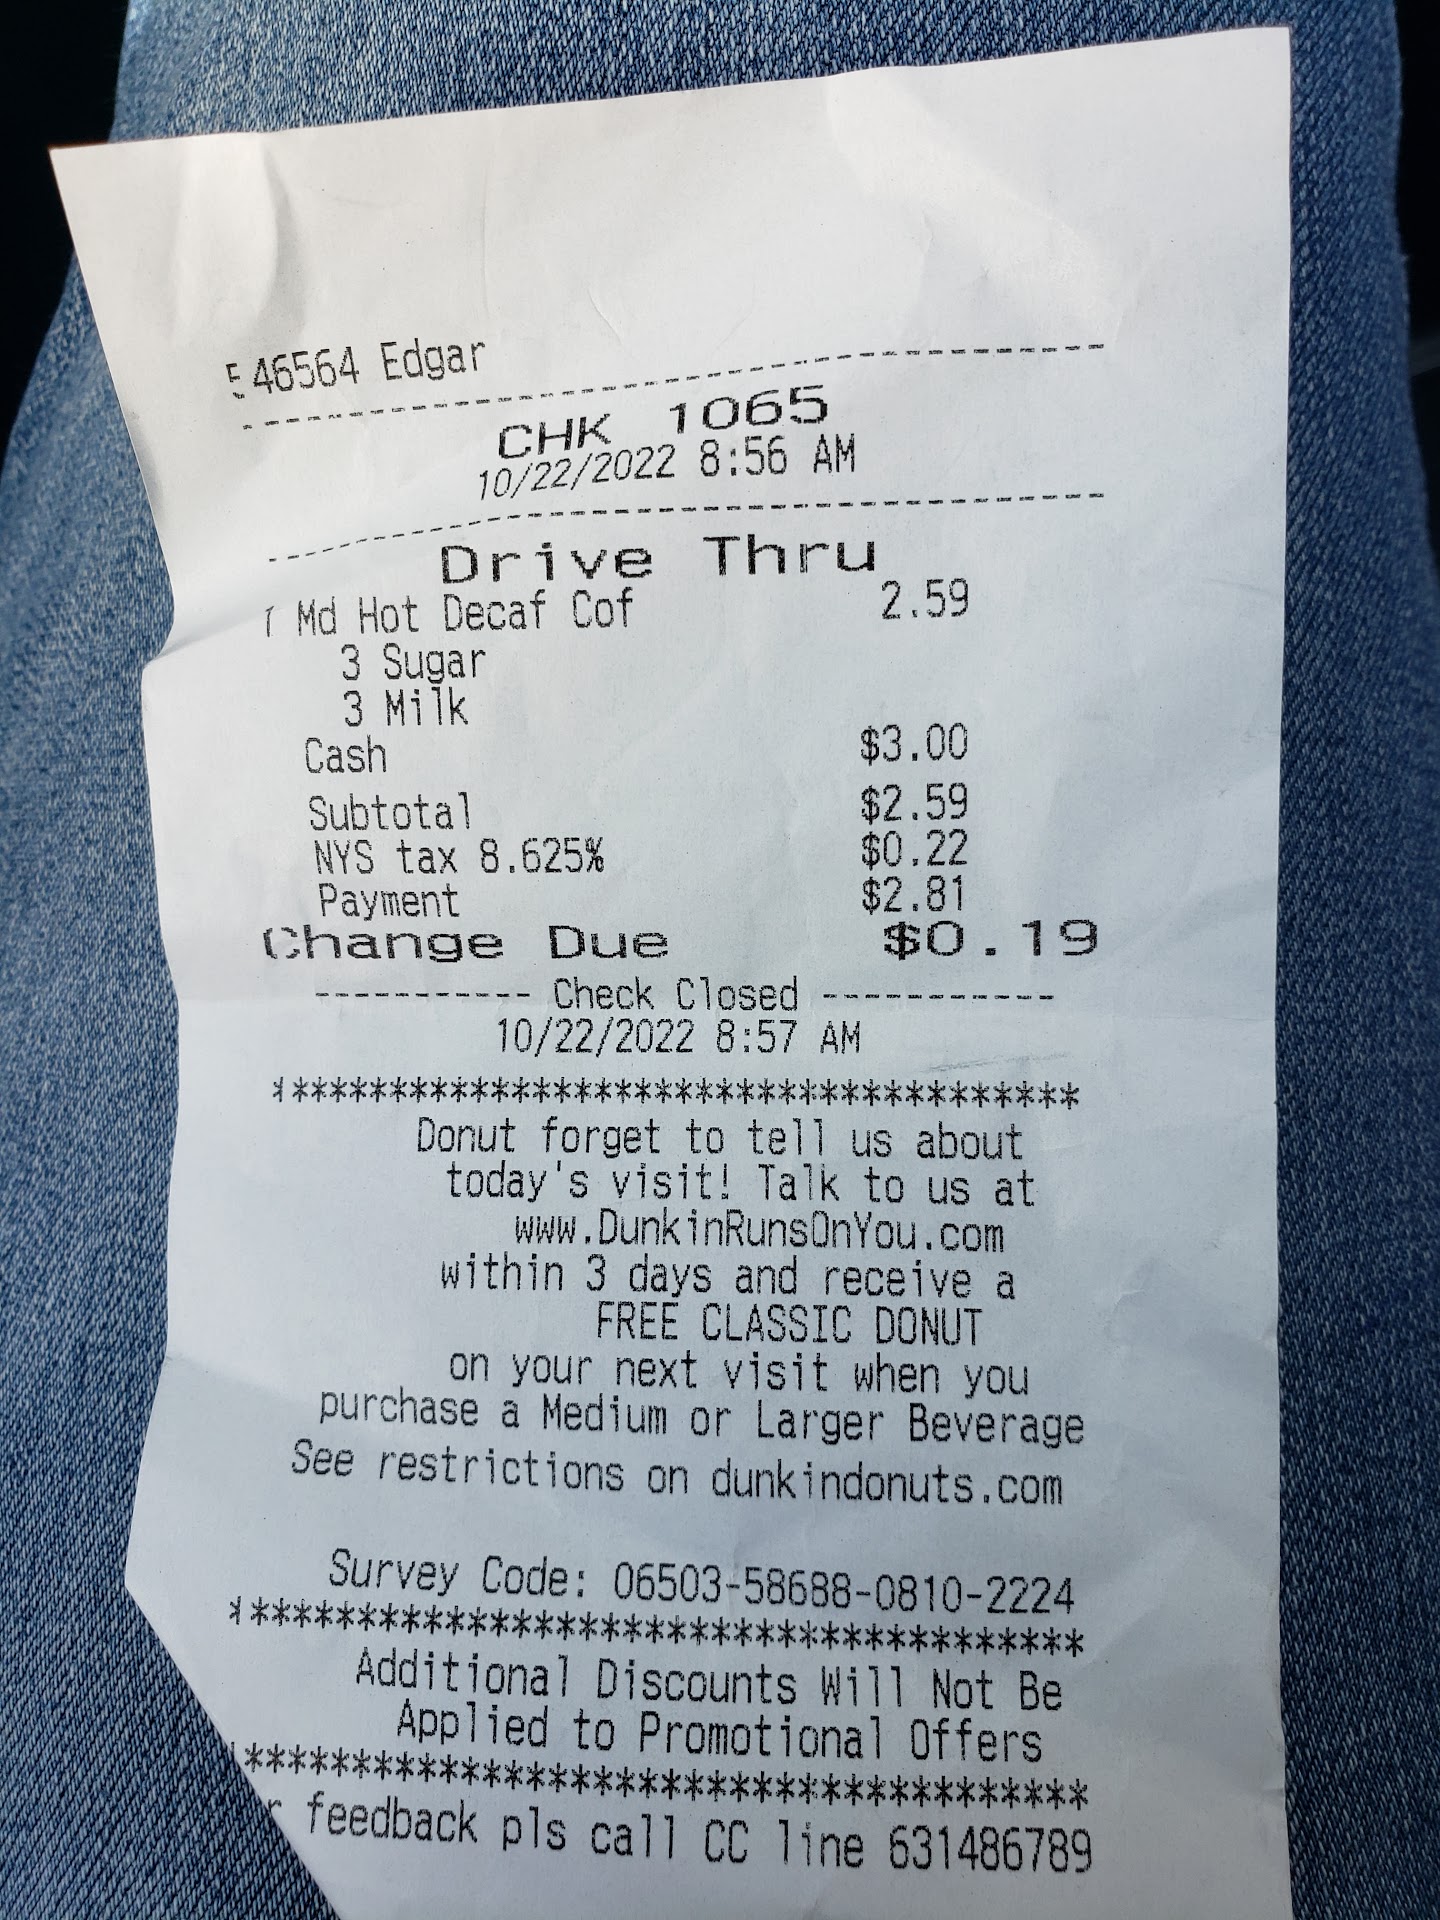 46564 Edgar
CHK 1065
10/22/2022 8:56 AM
Drive Thru
1 Md Hot Decaf Cof 2.59
3 Sugar
3 Milk
Cash $3.00
Subtotal $2.59
NYS tax 8.625% $0.22
Payment $2.81
Change Due $0.19
----------- Check Closed -----------
10/22/2022 8:57 AM
***************************************
Donut forget to tell us about
today's visit! Talk to us at
www.DunkinRunsOnYou.com
within 3 days and receive a
FREE CLASSIC DONUT
on your next visit when you
purchase a Medium or Larger Beverage
See restrictions on dunkindonuts.com
Survey Code: 06503-58688-0810-2224
***************************************
Additional Discounts Will Not Be
Applied to Promotional Offers
***************************************
r feedback pls call CC line 631486789